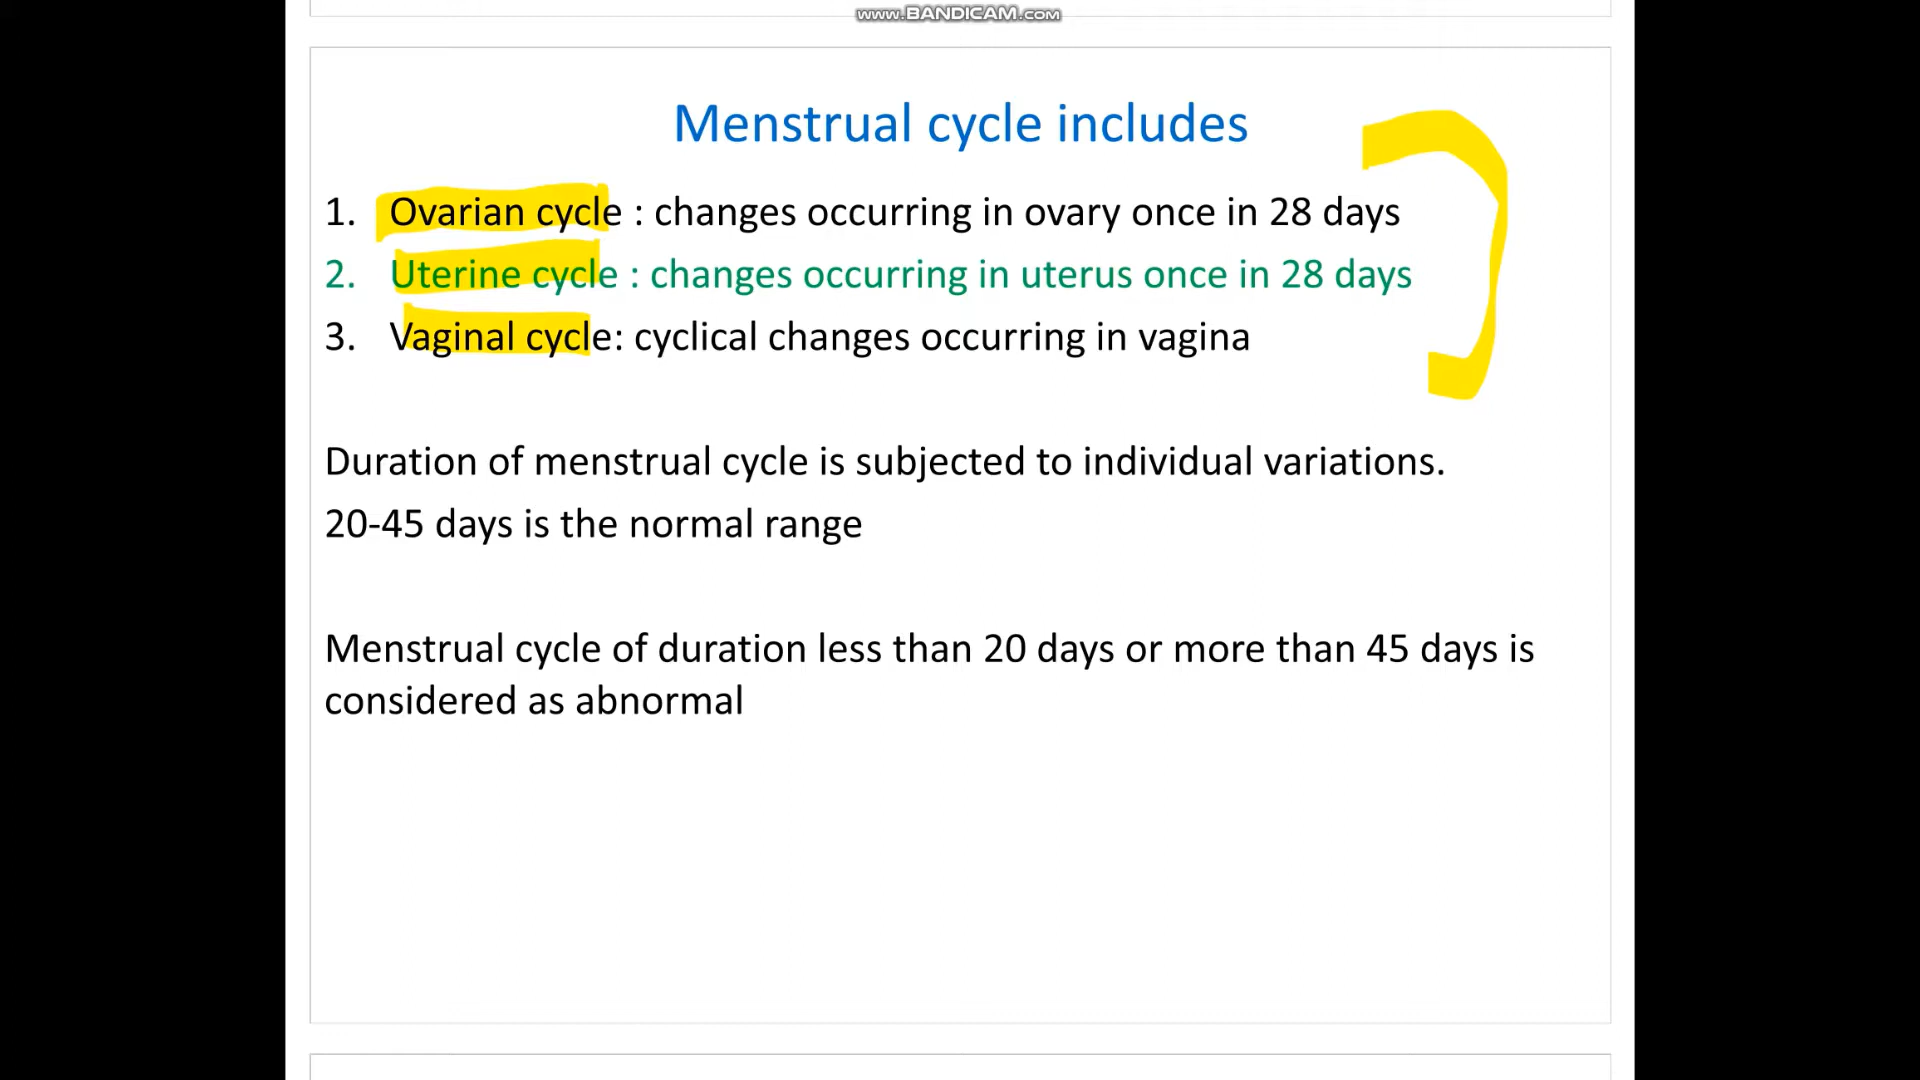 www.BANDICAM.com
Menstrual cycle includes
1. Ovarian cycle : changes occurring in ovary once in 28 days
2. Uterine cycle : changes occurring in uterus once in 28 days
3. Vaginal cycle: cyclical changes occurring in vagina
Duration of menstrual cycle is subjected to individual variations.
20-45 days is the normal range
Menstrual cycle of duration less than 20 days or more than 45 days is
considered as abnormal